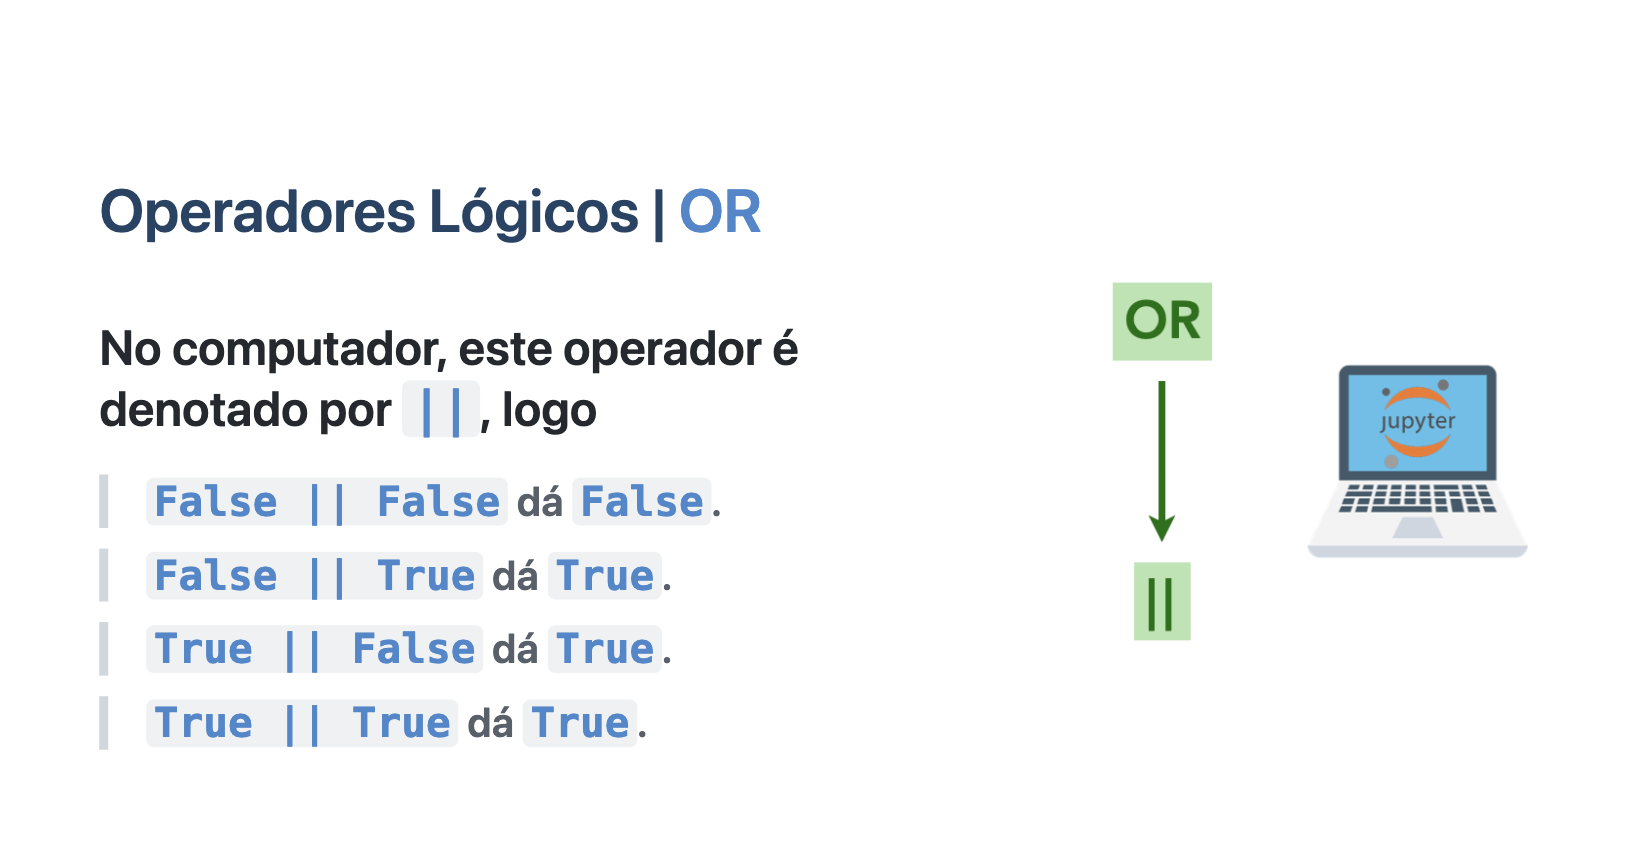 Operadores Lógicos | OR
No computador, este operador é
denotado por ||, logo
False || False dá False.
False || True dá True.
True || False dá True.
True || True dá True.
OR
||
jupyter